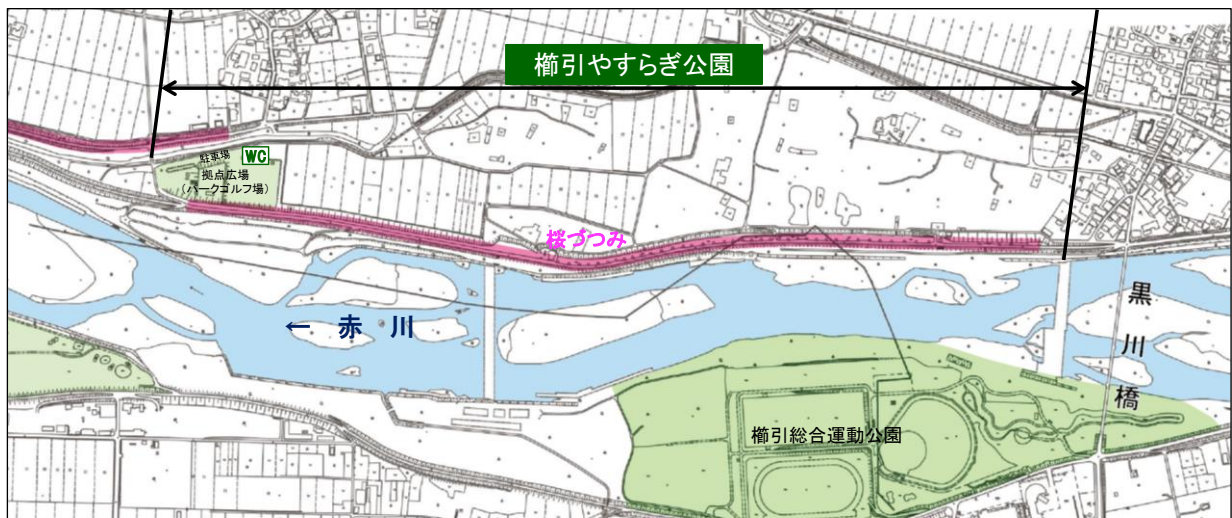 櫛引やすらぎ公園
駐車場
WC
拠点広場
(パークゴルフ場)
桜づつみ
← 赤 川
黒川橋
櫛引総合運動公園